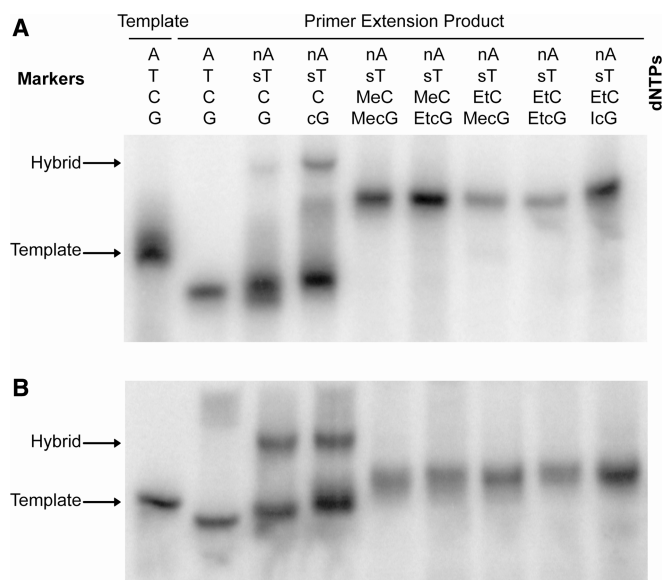 A
Template Primer Extension Product
Markers
A A nA nA nA nA nA nA nA
T T sT sT sT sT sT sT sT
C C C C MeC MeC EtC EtC EtC
G G G cG MecG EtcG MecG EtcG IcG
dNTPs
Hybrid
Template
B
Hybrid
Template